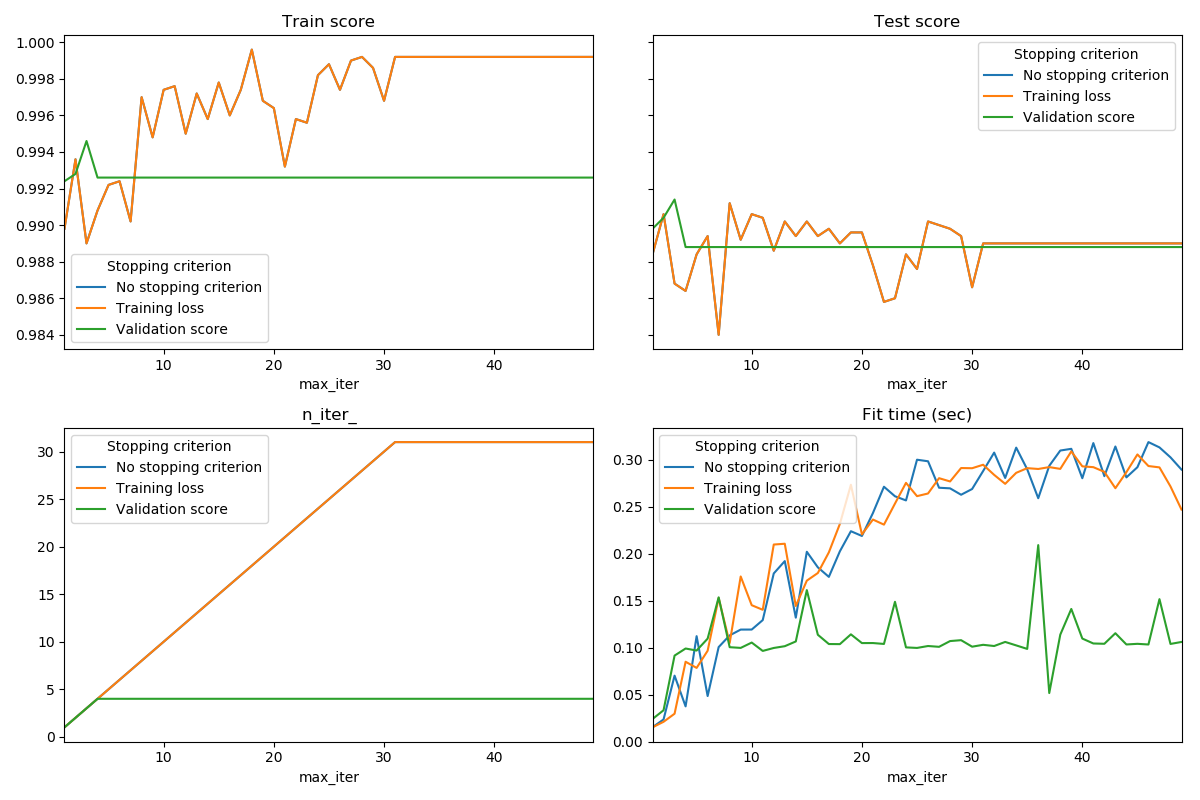 Train score
1.000
0.998
0.996
0.994
0.992
0.990
0.988
0.986
0.984
Stopping criterion
No stopping criterion
Training loss
Validation score
10 20 30 40
max_iter
Test score
Stopping criterion
No stopping criterion
Training loss
Validation score
10 20 30 40
max_iter
n_iter_
30
25
20
15
10
5
0
Stopping criterion
No stopping criterion
Training loss
Validation score
10 20 30 40
max_iter
Fit time (sec)
0.30
0.25
0.20
0.15
0.10
0.05
0.00
Stopping criterion
No stopping criterion
Training loss
Validation score
10 20 30 40
max_iter